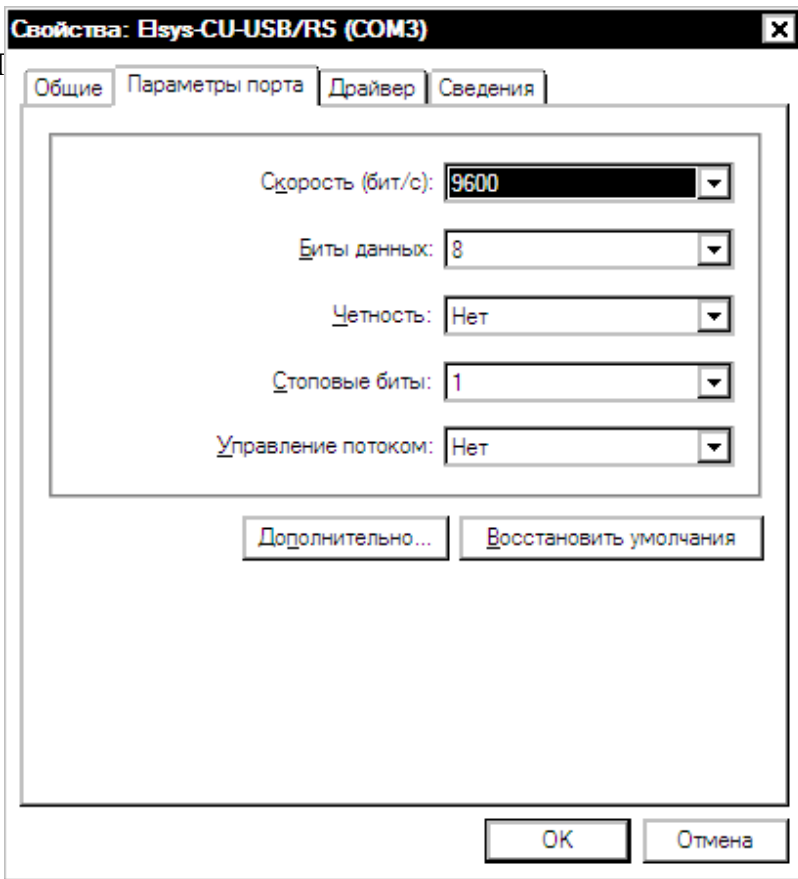 Свойства: Elsys-CU-USB/RS (COM3)
Общие Параметры порта Драйвер Сведения
Скорость (бит/с): 9600
Биты данных: 8
Четность: Нет
Стоповые биты: 1
Управление потоком: Нет
Дополнительно... Восстановить умолчания
OK Отмена